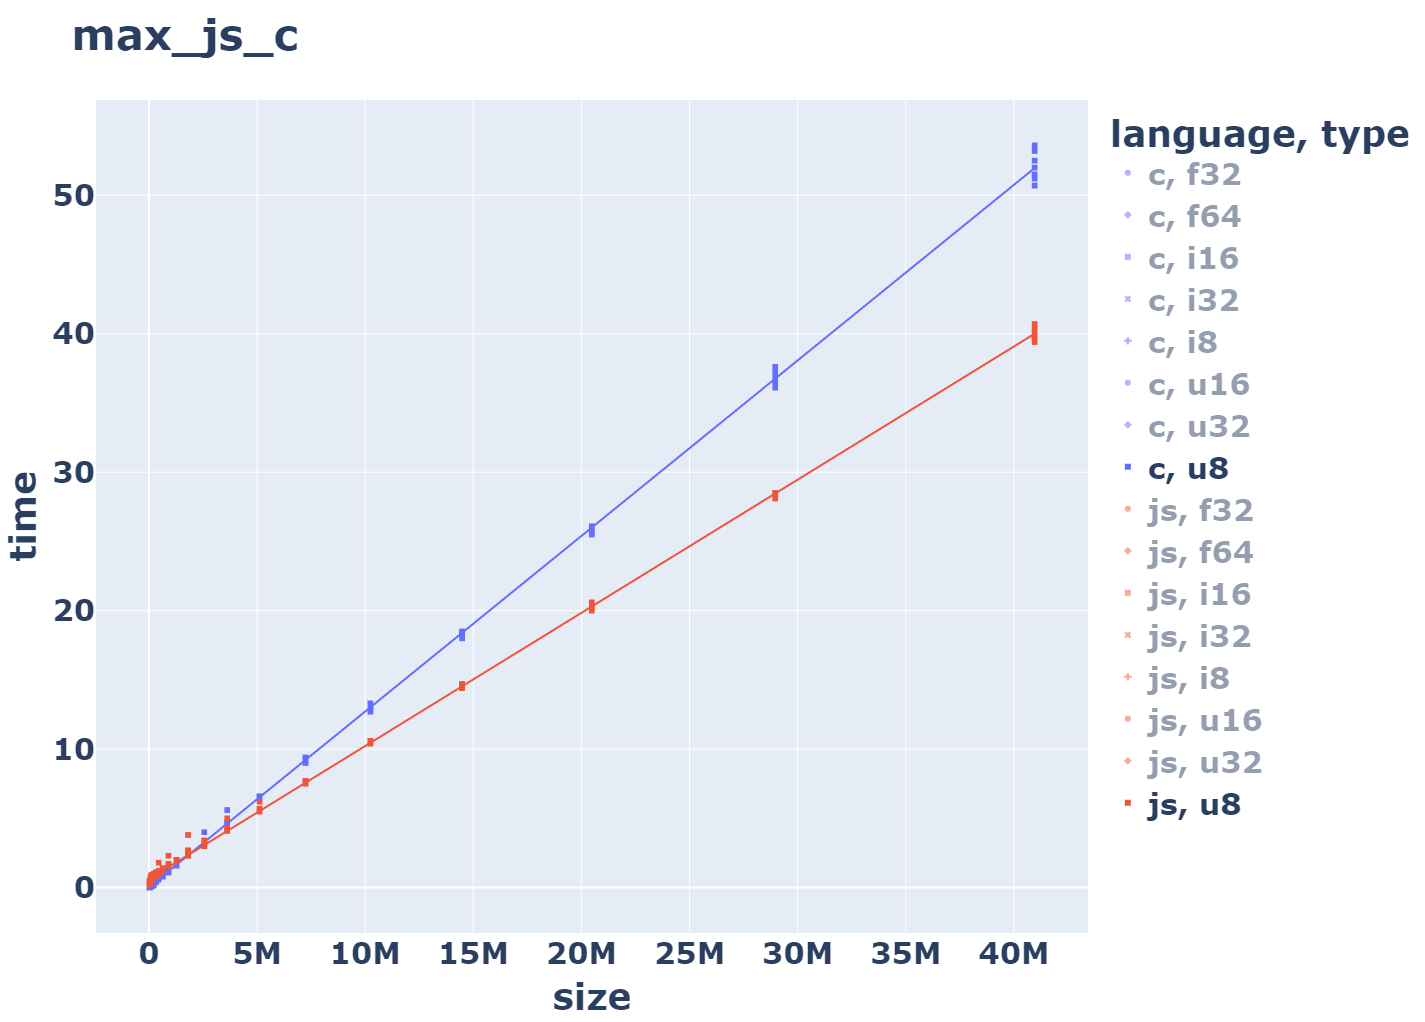 max_js_c
language, type
c, f32
c, f64
c, i16
c, i32
c, i8
c, u16
c, u32
c, u8
js, f32
js, f64
js, i16
js, i32
js, i8
js, u16
js, u32
js, u8
time
50
40
30
20
10
0
0 5M 10M 15M 20M 25M 30M 35M 40M
size